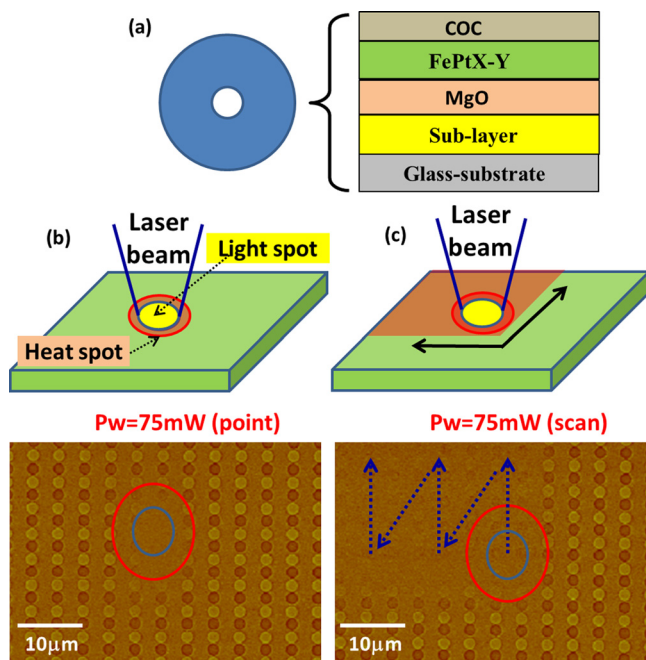 (a)
COC
FePtX-Y
MgO
Sub-layer
Glass-substrate
(b)
Laser
beam
Light spot
Heat spot
(c)
Laser
beam
Pw=75mW (point)
Pw=75mW (scan)
10μm
10μm